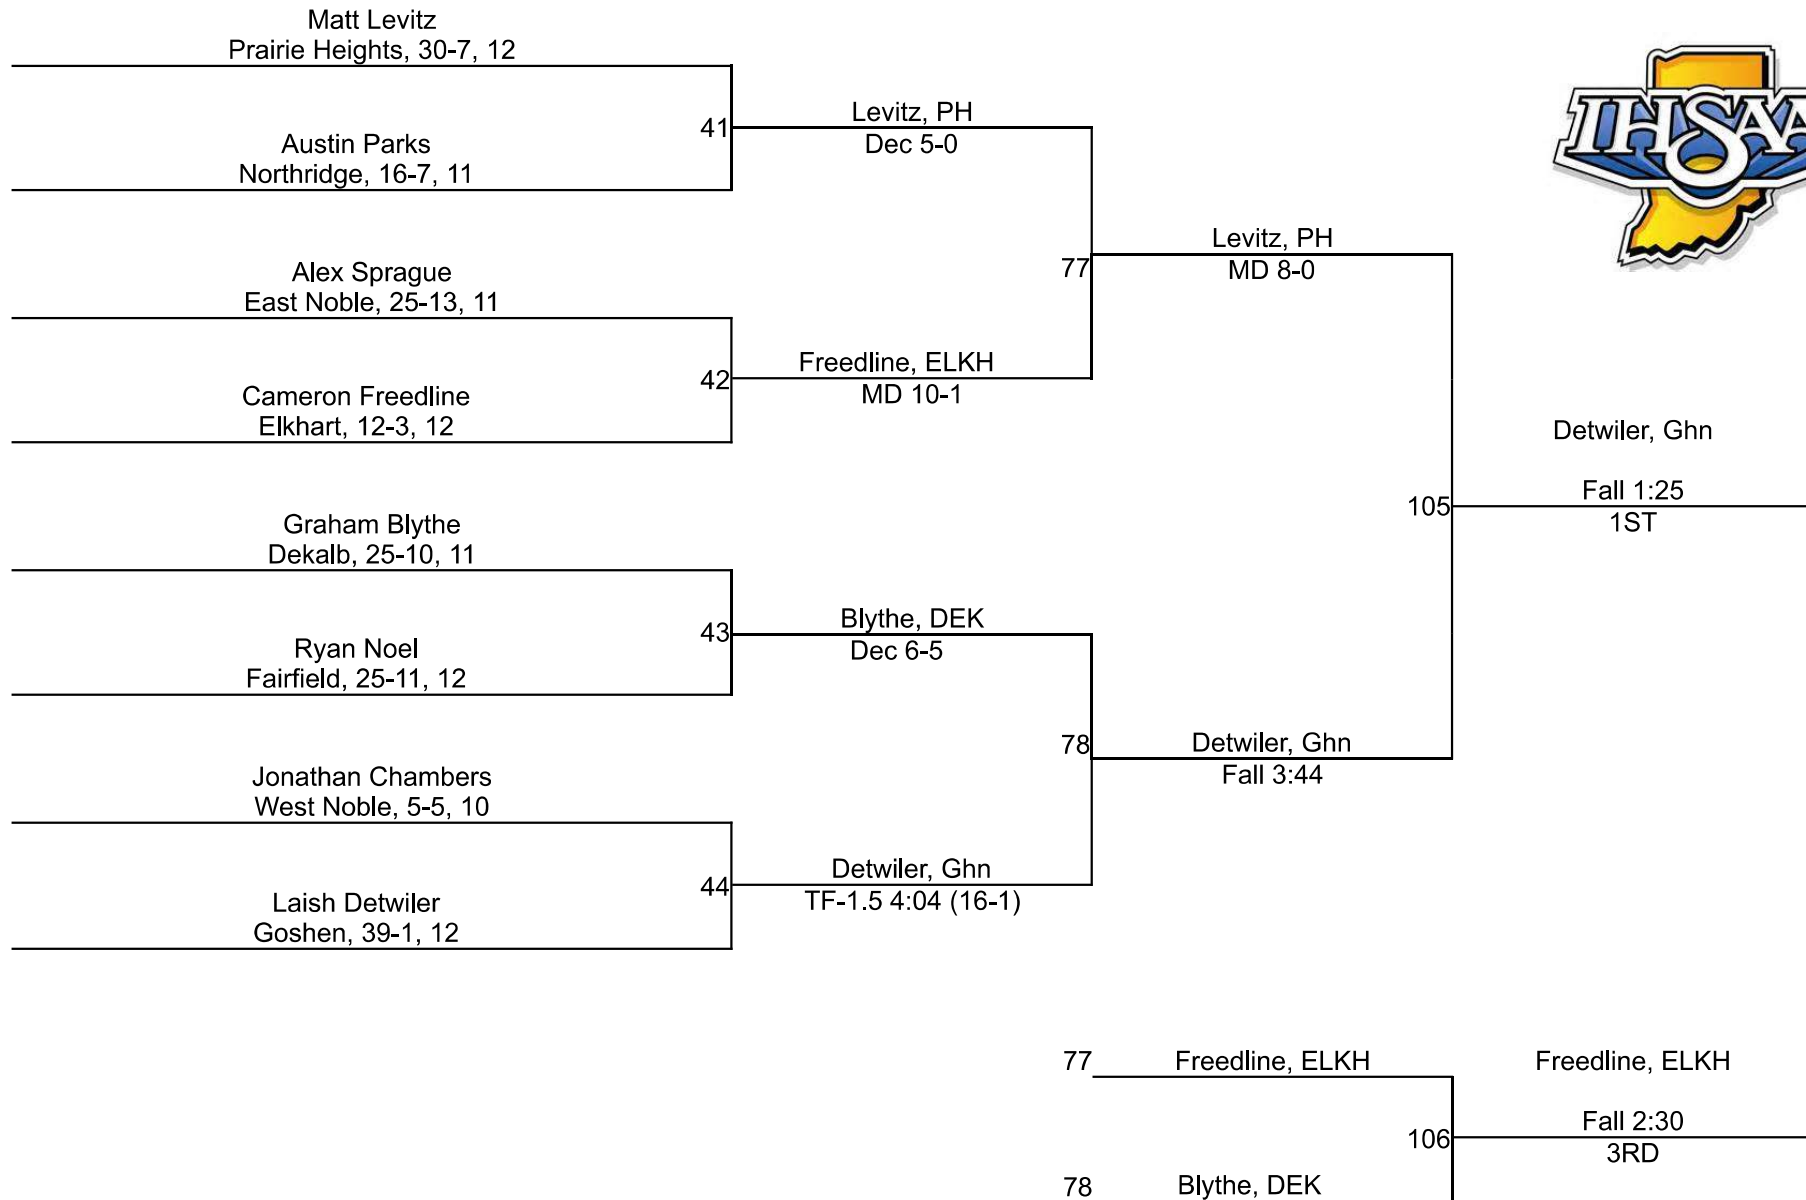 Matt Levitz
Prairie Heights, 30-7, 12
41
Levitz, PH
Dec 5-0
Austin Parks
Northridge, 16-7, 11
IHSAA
77
Levitz, PH
MD 8-0
Alex Sprague
East Noble, 25-13, 11
42
Freedline, ELKH
MD 10-1
Cameron Freedline
Elkhart, 12-3, 12
105
Detwiler, Ghn
Fall 1:25
1ST
Graham Blythe
Dekalb, 25-10, 11
43
Blythe, DEK
Dec 6-5
Ryan Noel
Fairfield, 25-11, 12
78
Detwiler, Ghn
Fall 3:44
Jonathan Chambers
West Noble, 5-5, 10
44
Detwiler, Ghn
TF-1.5 4:04 (16-1)
Laish Detwiler
Goshen, 39-1, 12
77
Freedline, ELKH
Freedline, ELKH
106
Fall 2:30
3RD
78
Blythe, DEK